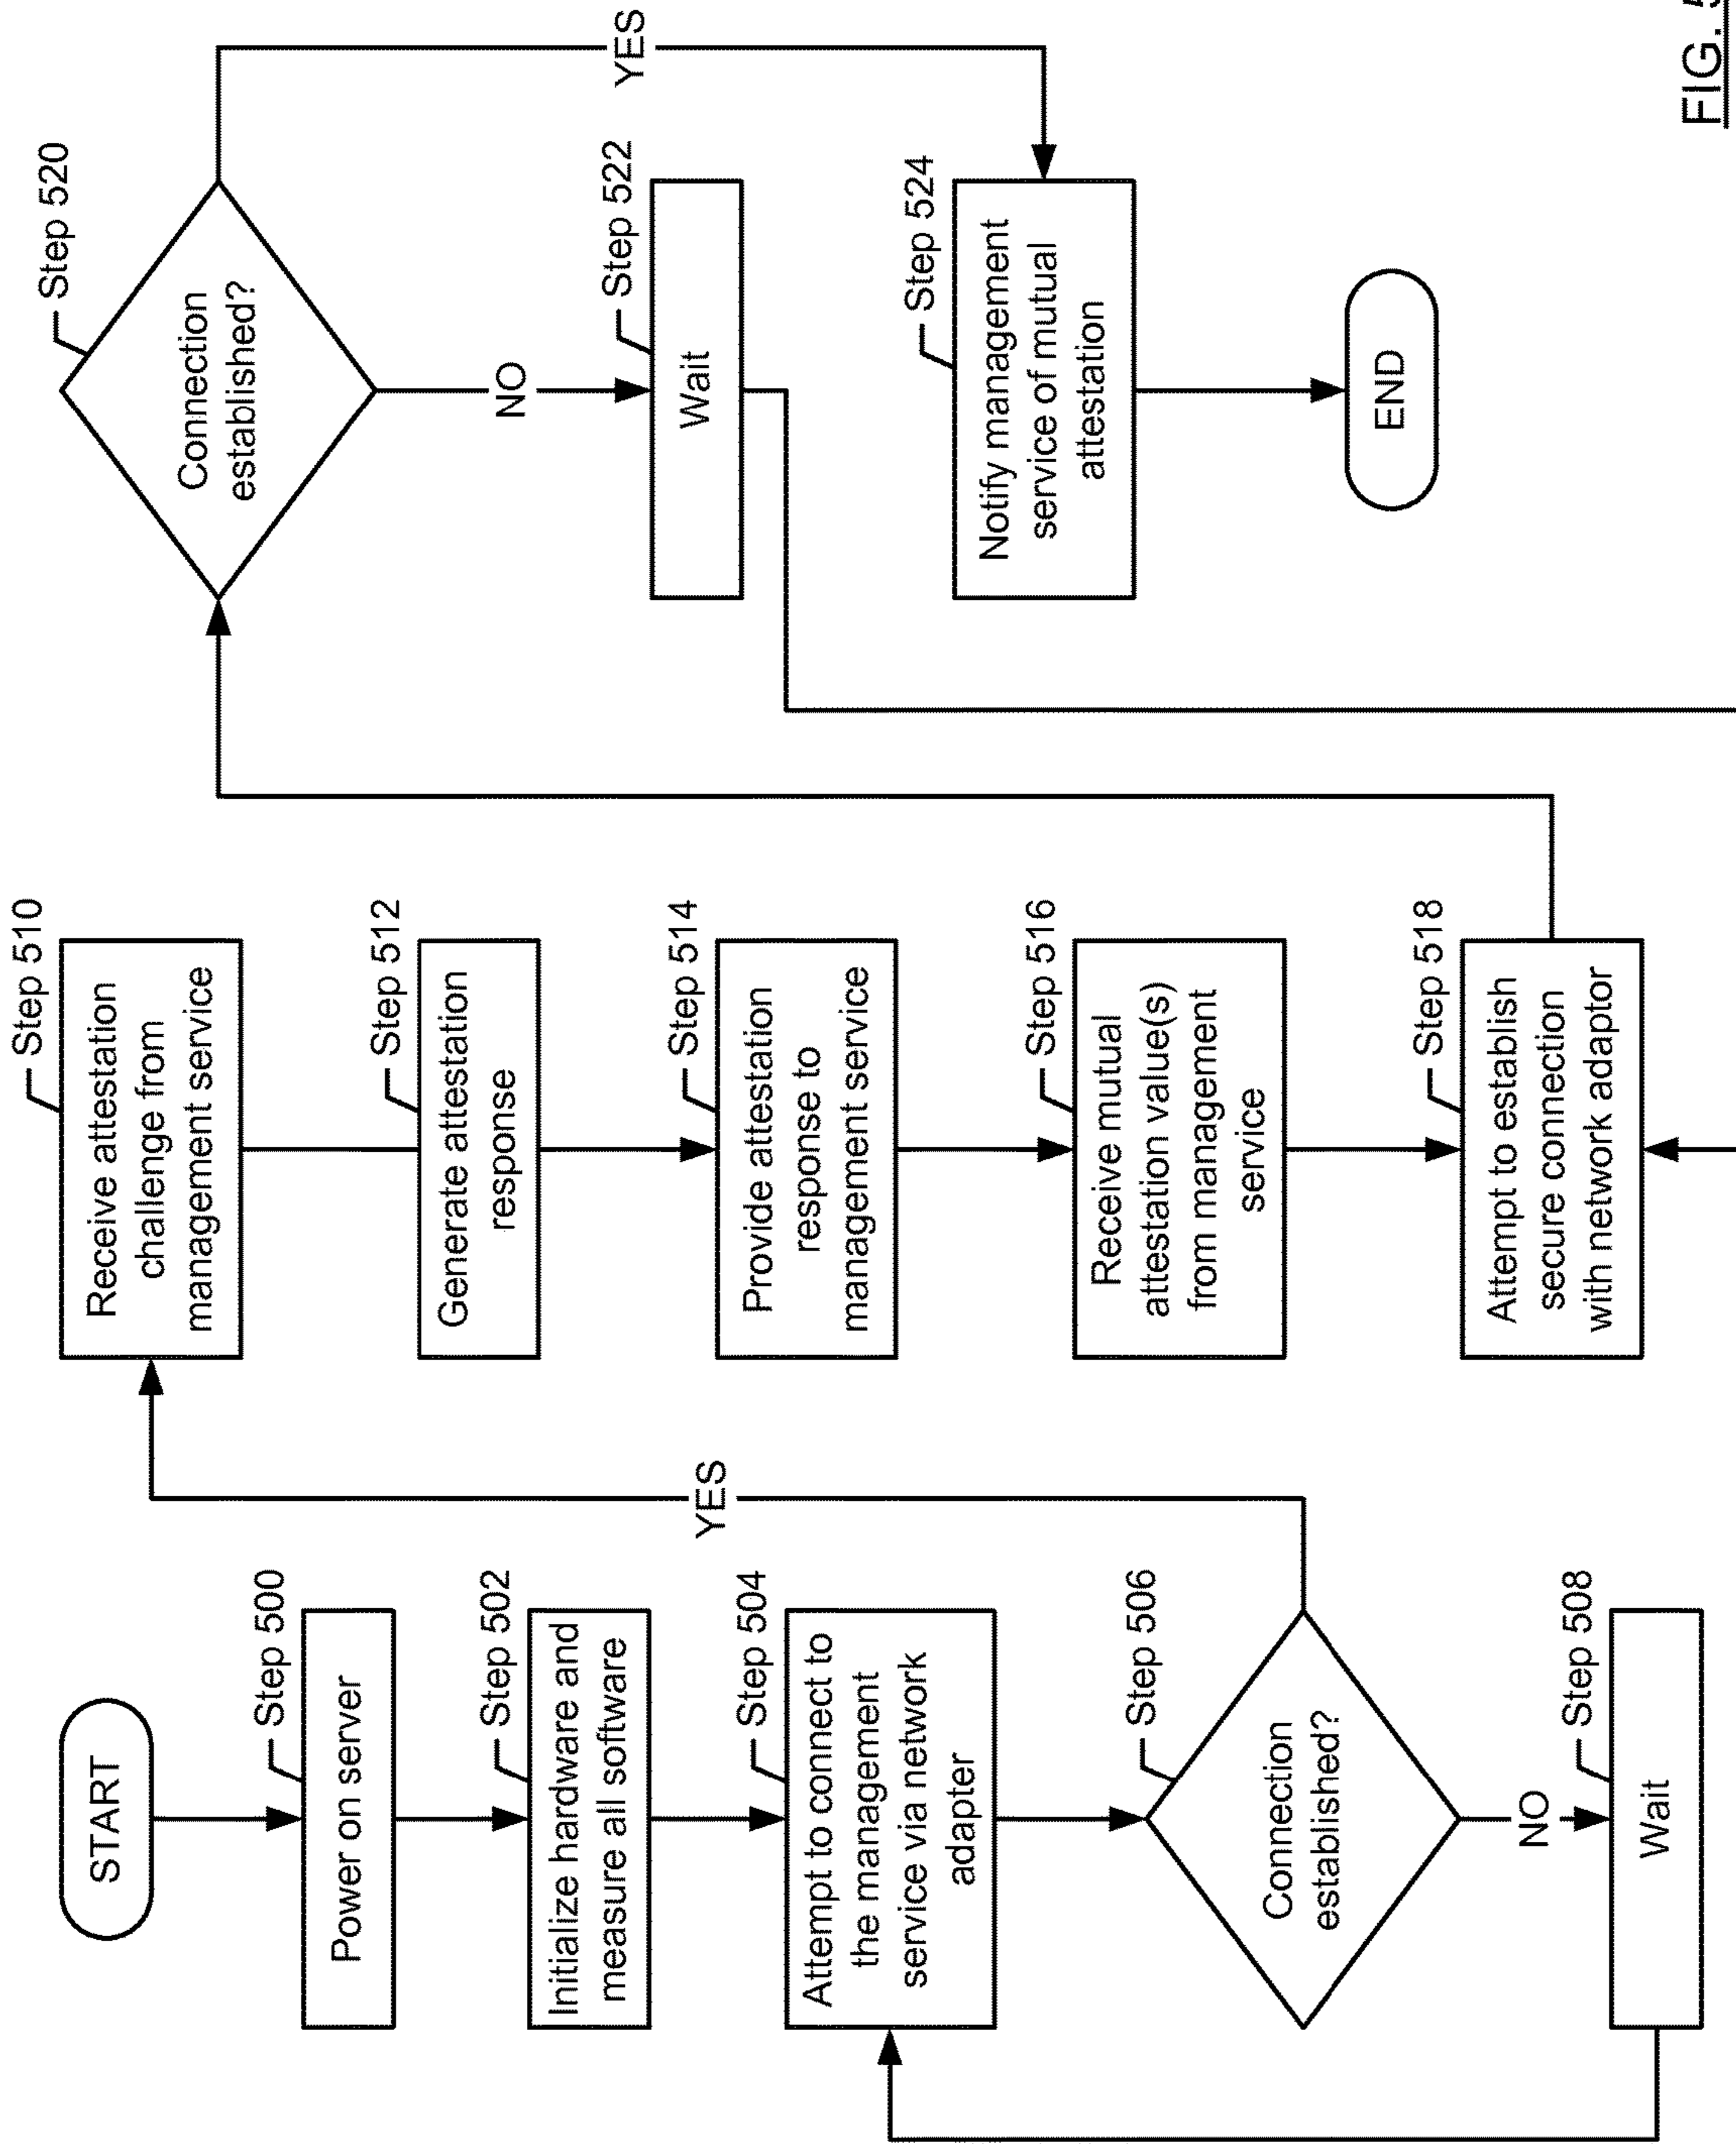 START
Step 500
Power on server
Step 502
Initialize hardware and
measure all software
Step 504
Attempt to connect to
the management
service via network
adapter
Step 506
Connection
established?
YES
NO
Step 508
Wait
Step 510
Receive attestation
challenge from
management service
Step 512
Generate attestation
response
Step 514
Provide attestation
response to
management service
Step 516
Receive mutual
attestation value(s)
from management
service
Step 518
Attempt to establish
secure connection
with network adaptor
Step 520
Connection
established?
YES
NO
Step 522
Wait
Step 524
Notify management
service of mutual
attestation
END
FIG. 5